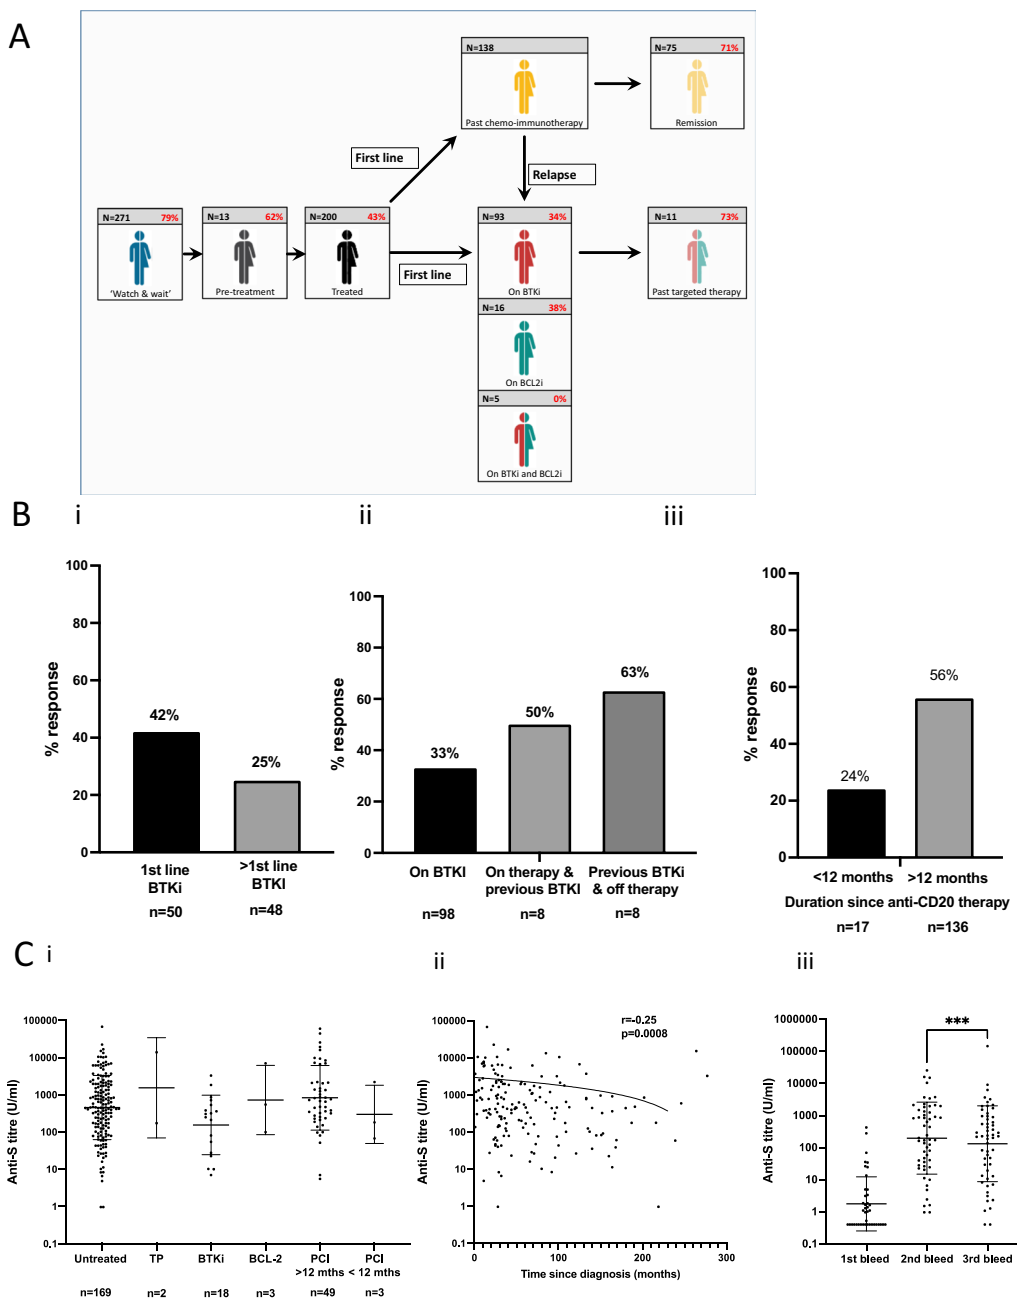 A
N=138
Past chemo-immunotherapy
N=75 71%
Remission
First line
Relapse
N=271 79%
'Watch & wait'
N=13 62%
Pre-treatment
N=200 43%
Treated
First line
N=93 34%
On BTKi
N=11 73%
Past targeted therapy
N=16 38%
On BCL2i
N=5 0%
On BTKi and BCL2i
B
i
% response
100
80
60
40
20
0
42%
25%
1st line
BTKi
n=50
>1st line
BTKI
n=48
ii
% response
100
80
60
40
20
0
33%
50%
63%
On BTKI
n=98
On therapy &
previous BTKI
n=8
Previous BTKi
& off therapy
n=8
iii
% response
100
80
60
40
20
0
24%
56%
<12 months
>12 months
Duration since anti-CD20 therapy
n=17
n=136
C
i
Anti-S titre (U/ml)
100000
10000
1000
100
10
1
0.1
Untreated
TP
BTKi
BCL-2
PCI
>12 mths
PCI
< 12 mths
n=169
n=2
n=18
n=3
n=49
n=3
ii
Anti-S titre (U/ml)
100000
10000
1000
100
10
1
0.1
r=-0.25
p=0.0008
0
100
200
300
Time since diagnosis (months)
iii
Anti-S titre (U/ml)
1000000
100000
10000
1000
100
10
1
0.1
***
1st bleed
2nd bleed
3rd bleed